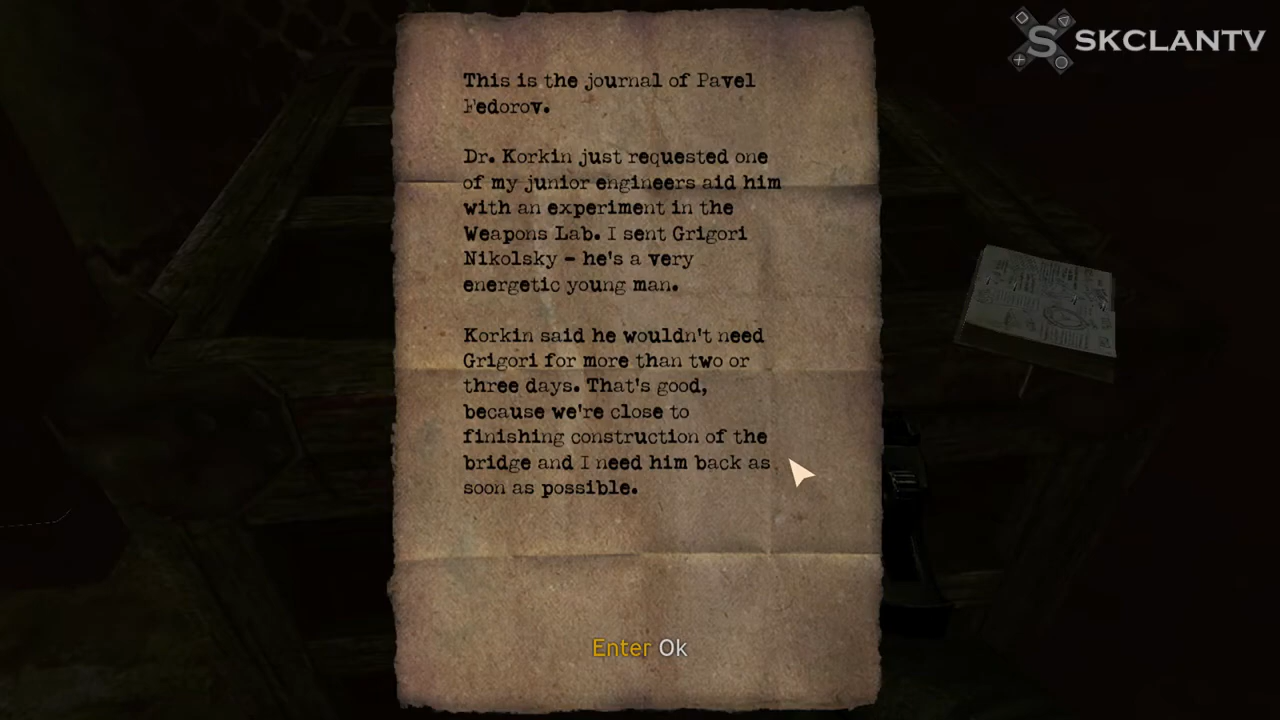 SKCLANTV
This is the journal of Pavel
Fedorov.
Dr. Korkin just requested one
of my junior engineers aid him
with an experiment in the
Weapons Lab. I sent Grigori
Nikolsky - he's a very
energetic young man.
Korkin said he wouldn't need
Grigori for more than two or
three days. That's good,
because we're close to
finishing construction of the
bridge and I need him back as
soon as possible.
Enter Ok